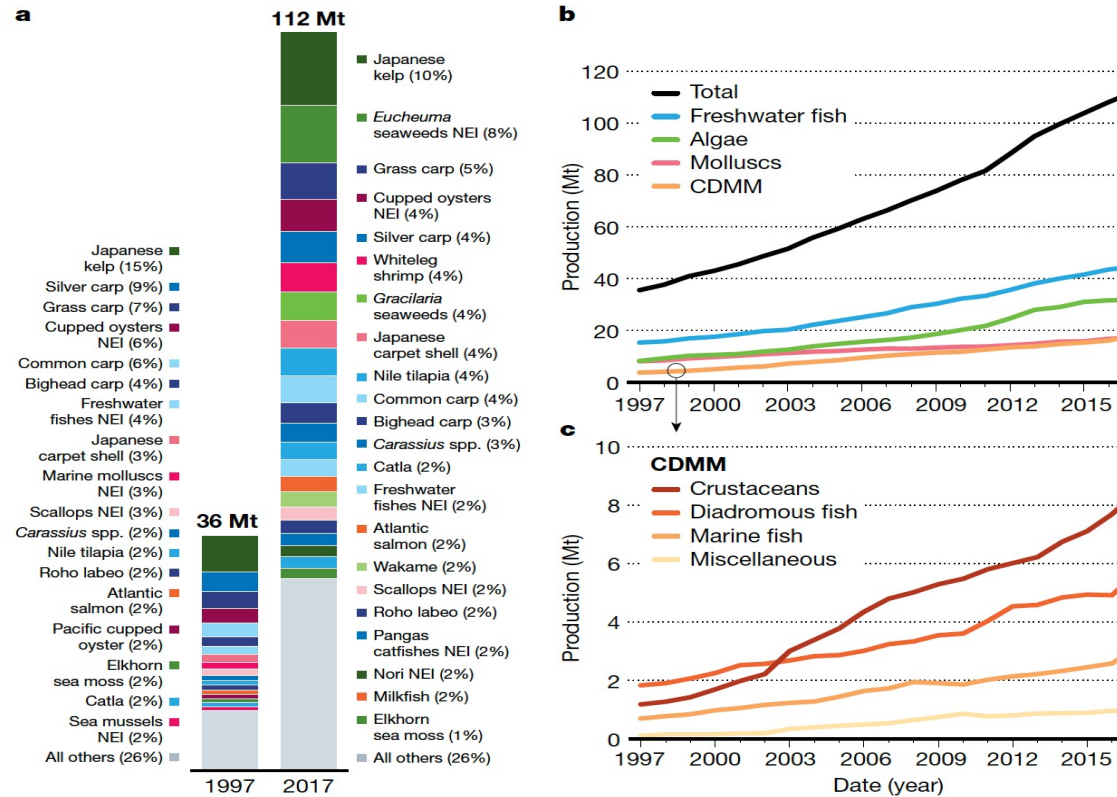 a
112 Mt
Japanese
kelp (10%)
Eucheuma
seaweeds NEI (8%)
Grass carp (5%)
Cupped oysters
NEI (4%)
Silver carp (4%)
Whiteleg
shrimp (4%)
Gracilaria
seaweeds (4%)
Japanese
carpet shell (4%)
Nile tilapia (4%)
Common carp (4%)
Bighead carp (3%)
Carassius spp. (3%)
Catla (2%)
Freshwater
fishes NEI (2%)
Atlantic
salmon (2%)
Wakame (2%)
Scallops NEI (2%)
Roho labeo (2%)
Pangas
catfishes NEI (2%)
Nori NEI (2%)
Milkfish (2%)
Elkhorn
sea moss (1%)
All others (26%)
Japanese
kelp (15%)
Silver carp (9%)
Grass carp (7%)
Cupped oysters
NEI (6%)
Common carp (6%)
Bighead carp (4%)
Freshwater
fishes NEI (4%)
Japanese
carpet shell (3%)
Marine molluscs
NEI (3%)
Scallops NEI (3%)
Carassius spp. (2%)
Nile tilapia (2%)
Roho labeo (2%)
Atlantic
salmon (2%)
Pacific cupped
oyster (2%)
Elkhorn
sea moss (2%)
Catla (2%)
Sea mussels
NEI (2%)
All others (26%)
36 Mt
1997 2017
b
Production (Mt)
120
100
80
60
40
20
0
Total
Freshwater fish
Algae
Molluscs
CDMM
1997 2000 2003 2006 2009 2012 2015
c
Production (Mt)
10
8
6
4
2
0
CDMM
Crustaceans
Diadromous fish
Marine fish
Miscellaneous
1997 2000 2003 2006 2009 2012 2015
Date (year)